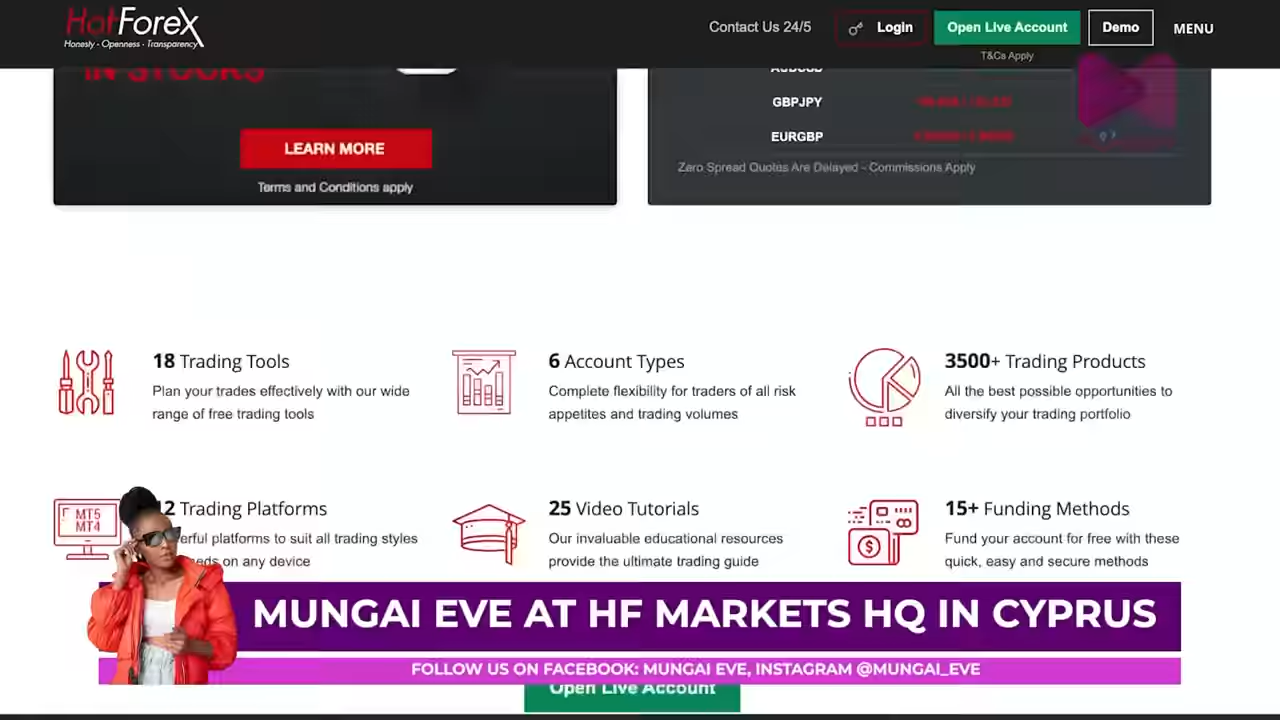 HotForex
Honesty - Openness - Transparency
Contact Us 24/5
Login
Open Live Account
Demo
MENU
T&Cs Apply
IN STOCKS
LEARN MORE
Terms and Conditions apply
AUDUSD
GBPJPY
EURGBP
Zero Spread Quotes Are Delayed - Commissions Apply
18 Trading Tools
Plan your trades effectively with our wide
range of free trading tools
6 Account Types
Complete flexibility for traders of all risk
appetites and trading volumes
3500+ Trading Products
All the best possible opportunities to
diversify your trading portfolio
MT5
MT4
12 Trading Platforms
erful platforms to suit all trading styles
eeds on any device
25 Video Tutorials
Our invaluable educational resources
provide the ultimate trading guide
15+ Funding Methods
Fund your account for free with these
quick, easy and secure methods
MUNGAI EVE AT HF MARKETS HQ IN CYPRUS
FOLLOW US ON FACEBOOK: MUNGAI EVE, INSTAGRAM @MUNGAI_EVE
Open Live Account